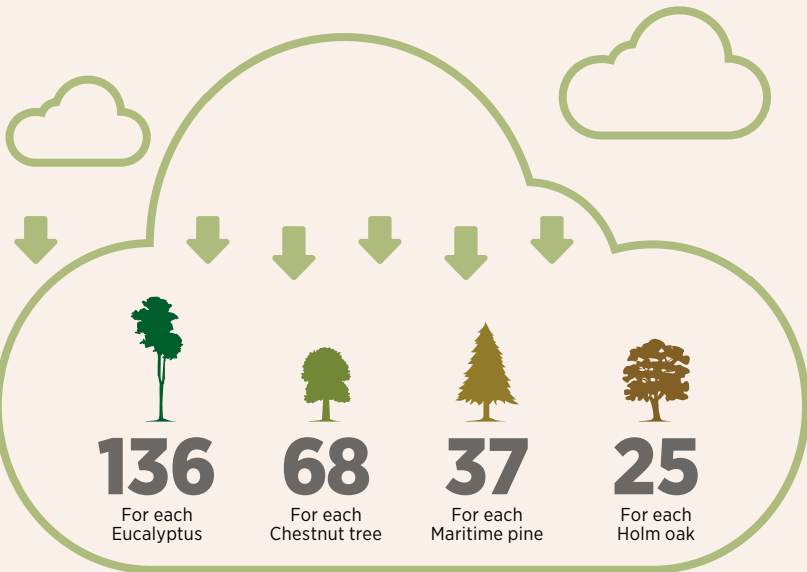 136 68 37 25
For each For each For each For each
Eucalyptus Chestnut tree Maritime pine Holm oak